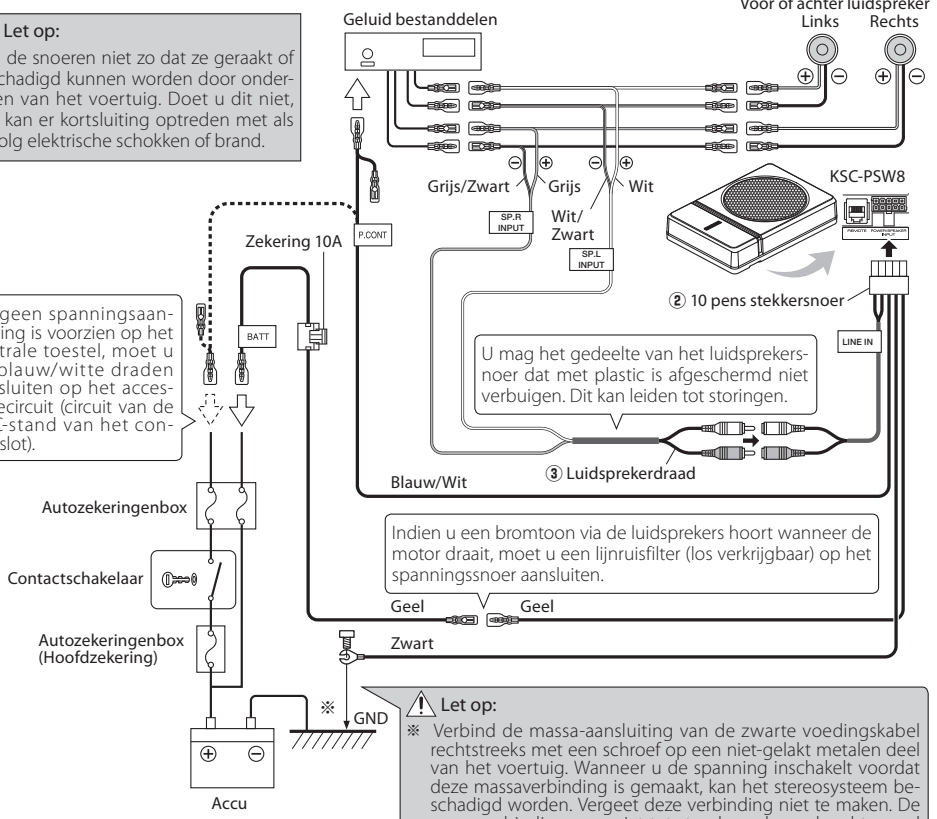 Let op:
de snoeren niet zo dat ze geraakt of
kunnen worden door onder-
van het voertuig. Doet u dit niet,
kan er kortsluiting optreden met als
elektrische schokken of brand.
Geluid bestanddelen
Voor of achter luidspreker
Links Rechts
⊕ ⊖ ⊕ ⊖
⊖ ⊕ ⊖ ⊕
Grijs/Zwart Grijs
Wit
Wit/
Zwart
SP.R
INPUT
SP.L
INPUT
P.CONT
KSC-PSW8
REMOTE POWER/SPEAKER
INPUT
② 10 pens stekkersnoer
LINE IN
Zekering 10A
BATT
geen spanningsaan-
is voorzien op het
toestel, moet u
blauw/witte draden
op het acces-
(circuit van de
van het con-
U mag het gedeelte van het luidsprekers-
noer dat met plastic is afgeschermd niet
verbuigen. Dit kan leiden tot storingen.
③ Luidsprekerdraad
Blauw/Wit
Autozekeringenbox
Indien u een bromtoon via de luidsprekers hoort wanneer de
motor draait, moet u een lijnruisfilter (los verkrijgbaar) op het
spanningssnoer aansluiten.
Contactschakelaar
Geel Geel
Autozekeringenbox
(Hoofdzekering)
Zwart
※ GND
⊕ ⊖
Accu
Let op:
※ Verbind de massa-aansluiting van de zwarte voedingskabel
rechtstreeks met een schroef op een niet-gelakt metalen deel
van het voertuig. Wanneer u de spanning inschakelt voordat
deze massaverbinding is gemaakt, kan het stereosysteem be-
schadigd worden. Vergeet deze verbinding niet te maken. De